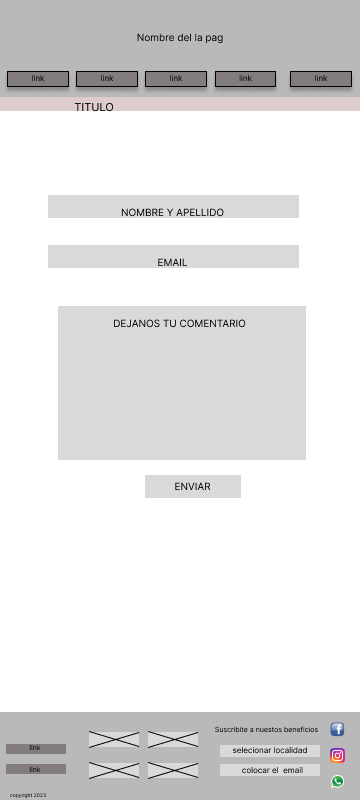 Nombre del la pag
link link link link link
TITULO
NOMBRE Y APELLIDO
EMAIL
DEJANOS TU COMENTARIO
ENVIAR
Suscribite a nuestos beneficios
link
selecionar localidad
link
colocar el email
copyright 2023